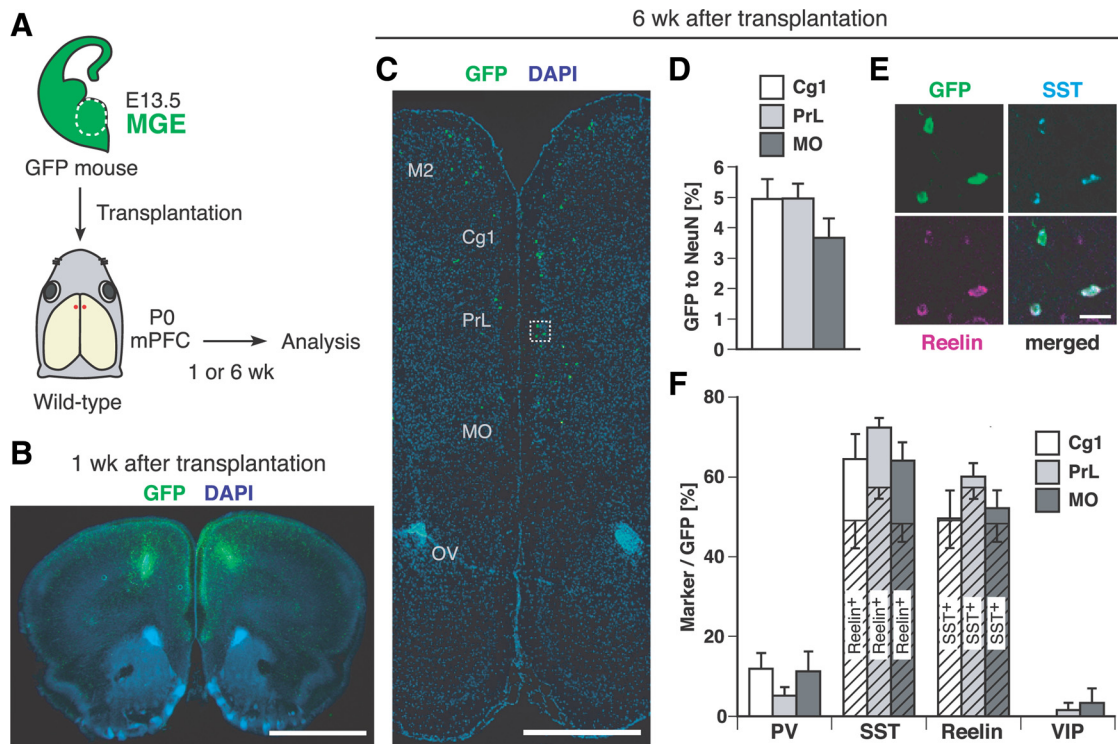 6 wk after transplantation
A
E13.5
MGE
GFP mouse
Transplantation
P0
mPFC
1 or 6 wk
Analysis
Wild-type
B
1 wk after transplantation
GFP DAPI
C
GFP DAPI
M2
Cg1
PrL
MO
OV
D
Cg1
PrL
MO
GFP to NeuN [%]
6
5
4
3
2
1
0
E
GFP
SST
Reelin
merged
F
Marker / GFP [%]
80
60
40
20
0
Cg1
PrL
MO
Reelin+
Reelin+
Reelin+
SST+
SST+
SST+
PV
SST
Reelin
VIP